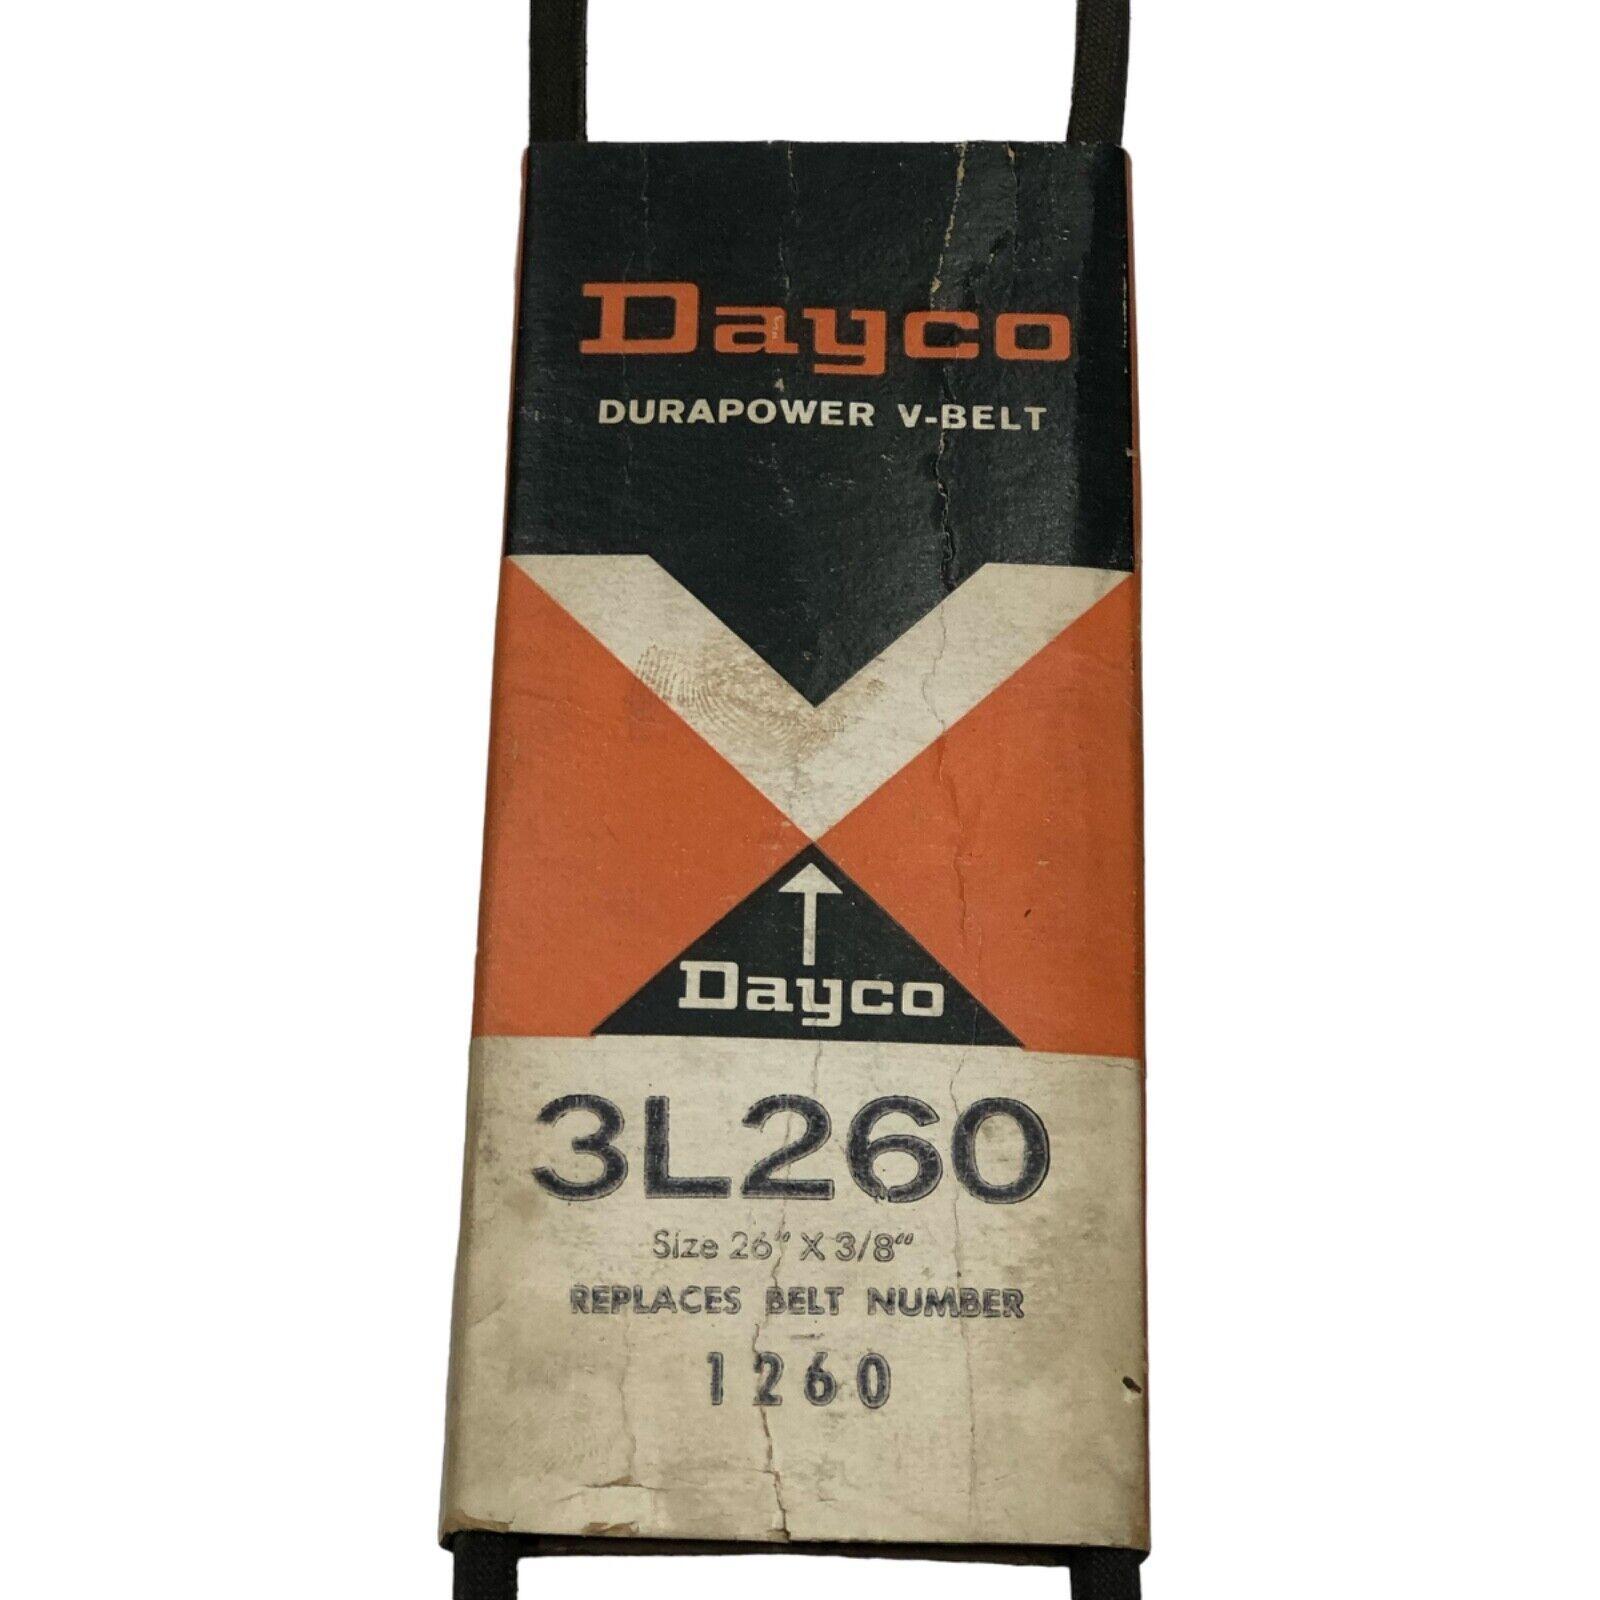 Dayco
DURAPOWER V-BELT
Dayco
3L260
Size 26" X 3/8"
REPLACES BELT NUMBER
1260